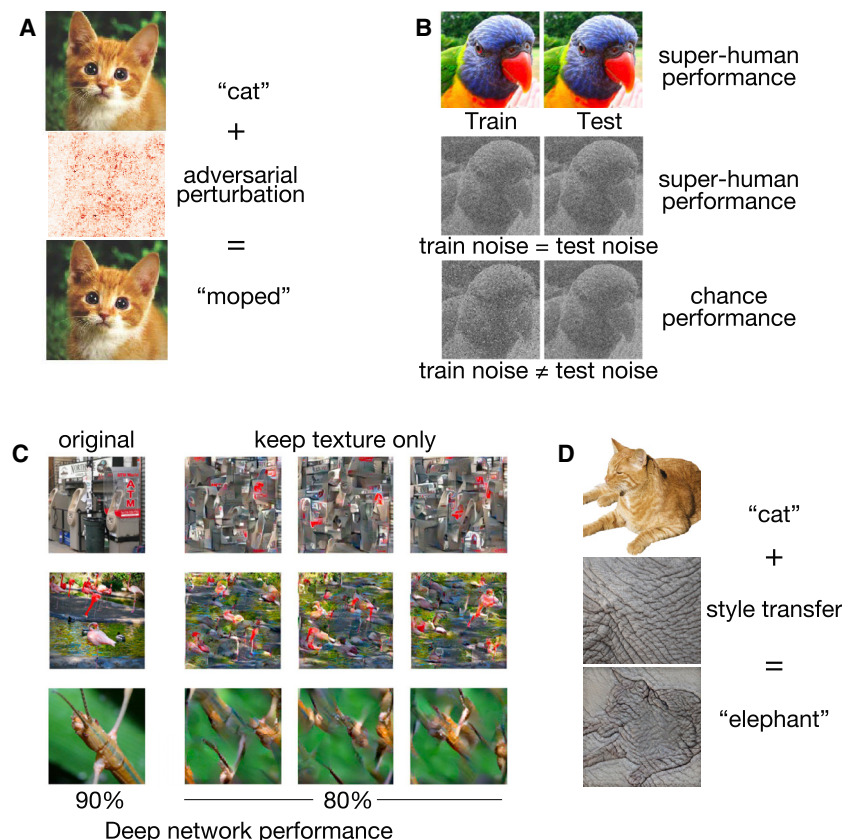 A
"cat"
+
adversarial
perturbation
=
"moped"
B
Train
Test
super-human
performance
train noise = test noise
super-human
performance
train noise ≠ test noise
chance
performance
C
original
keep texture only
ATM
90%
80%
Deep network performance
D
"cat"
+
style transfer
=
"elephant"